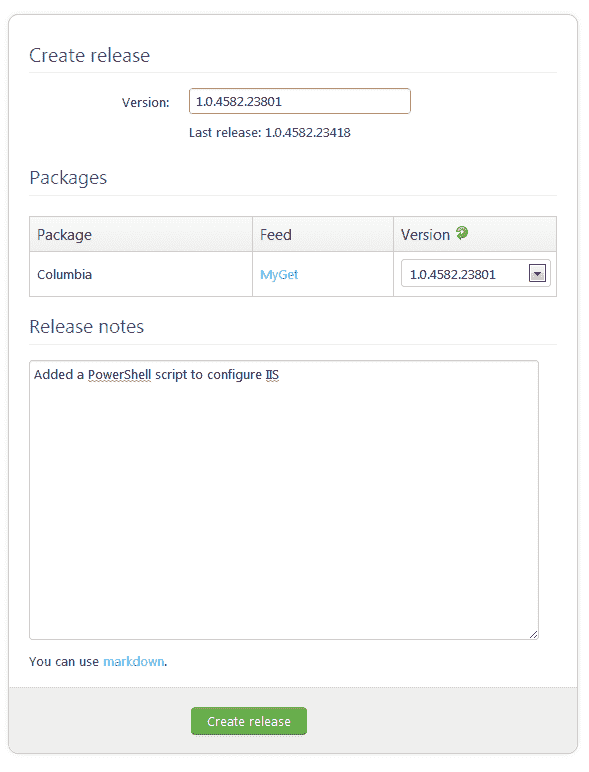 Create release
Version: 1.0.4582.23801
Last release: 1.0.4582.23418
Packages
Package Feed Version
Columbia MyGet 1.0.4582.23801
Release notes
Added a PowerShell script to configure IIS
You can use markdown.
Create release